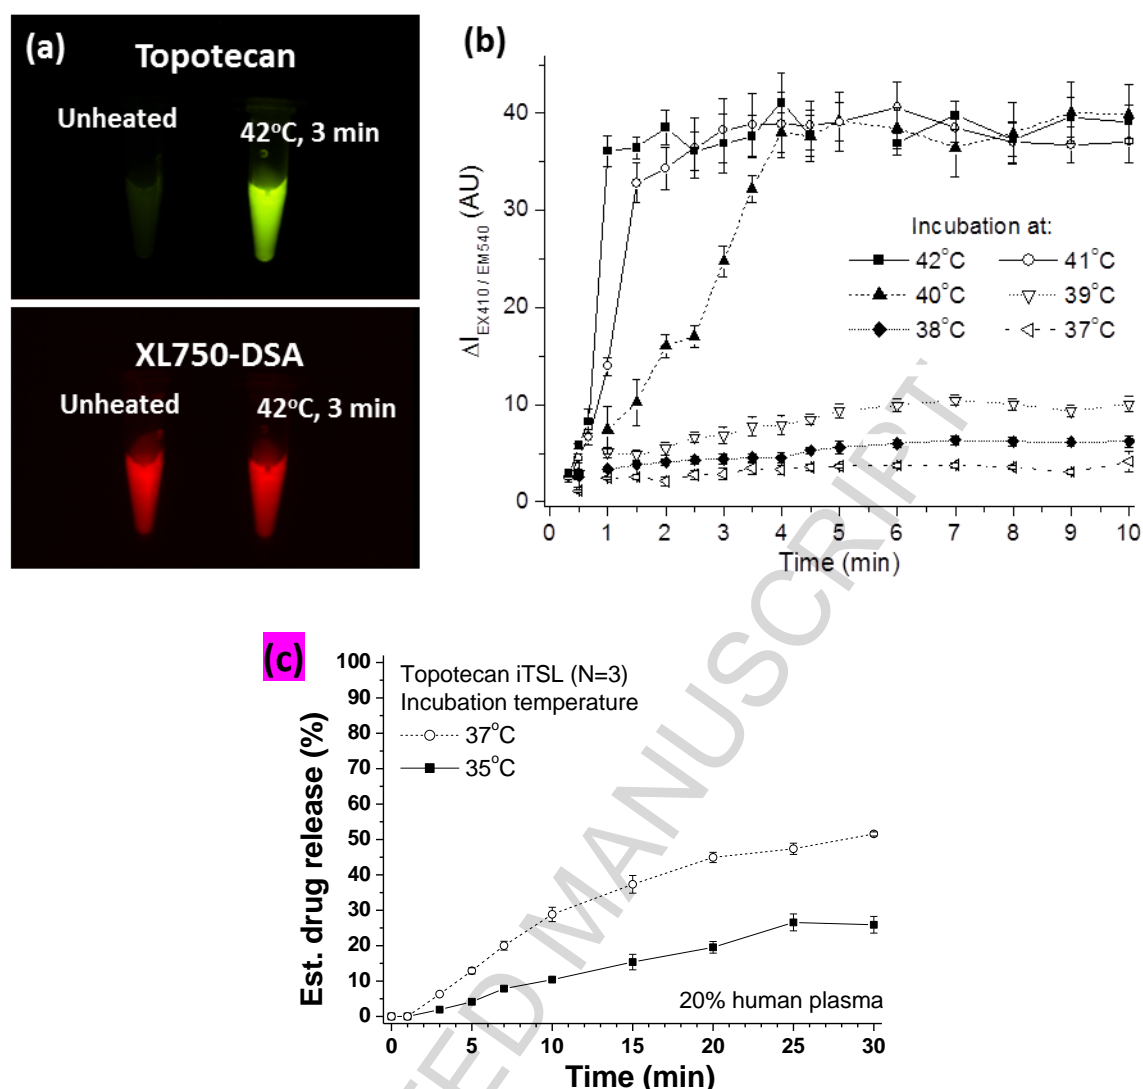 (a)
Topotecan
Unheated
42°C, 3 min
XL750-DSA
Unheated
42°C, 3 min
(b)
40
30
20
10
0
ΔI EX410 / EM540 (AU)
Incubation at:
42°C
41°C
40°C
39°C
38°C
37°C
0 1 2 3 4 5 6 7 8 9 10
Time (min)
(c)
100
90
80
70
60
50
40
30
20
10
0
Est. drug release (%)
Topotecan iTSL (N=3)
Incubation temperature
37°C
35°C
20% human plasma
0 5 10 15 20 25 30
Time (min)
TED MANUSCRIPT